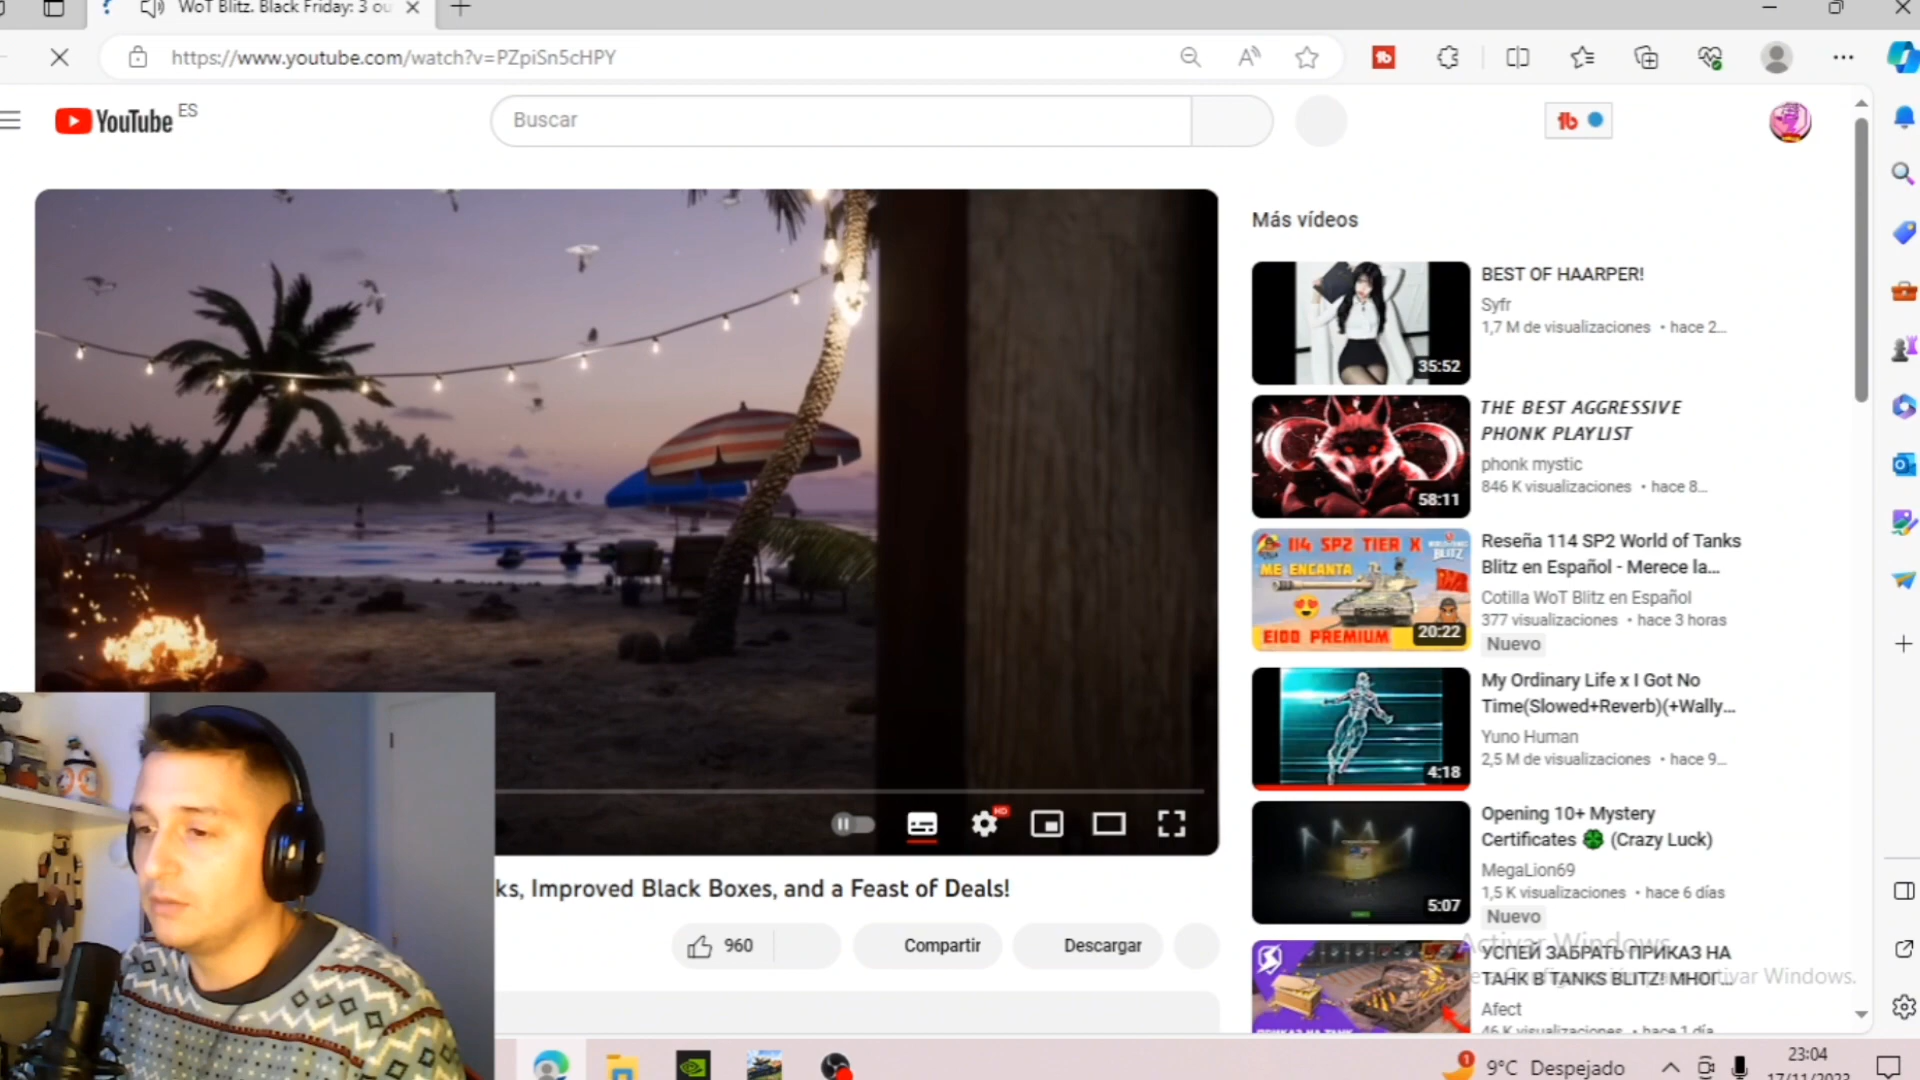 WoT Blitz. Black Friday: 3 ou
https://www.youtube.com/watch?v=PZpiSn5cHPY
YouTube ES
Buscar
Más vídeos
BEST OF HAARPER!
Syfr
1,7 M de visualizaciones • hace 2...
35:52
THE BEST AGGRESSIVE
PHONK PLAYLIST
phonk mystic
846 K visualizaciones • hace 8...
58:11
114 SP2 TIER X
BLITZ
ME ENCANTA
E100 PREMIUM
20:22
Reseña 114 SP2 World of Tanks
Blitz en Español - Merece la...
Cotilla WoT Blitz en Español
377 visualizaciones • hace 3 horas
Nuevo
My Ordinary Life x I Got No
Time(Slowed+Reverb)(+Wally...
Yuno Human
2,5 M de visualizaciones • hace 9...
4:18
Opening 10+ Mystery
Certificates 🍀 (Crazy Luck)
MegaLion69
1,5 K visualizaciones • hace 6 días
5:07
Nuevo
УСПЕЙ ЗАБРАТЬ ПРИКАЗ НА
ТАНК В TANKS BLITZ! МНОГ...
Afect
46 K visualizaciones • hace 1 día
ПРИКАЗ НА ТАНК
Activar Windows
HD
ks, Improved Black Boxes, and a Feast of Deals!
960
Compartir
Descargar
1
9°C Despejado
23:04
17/11/2023